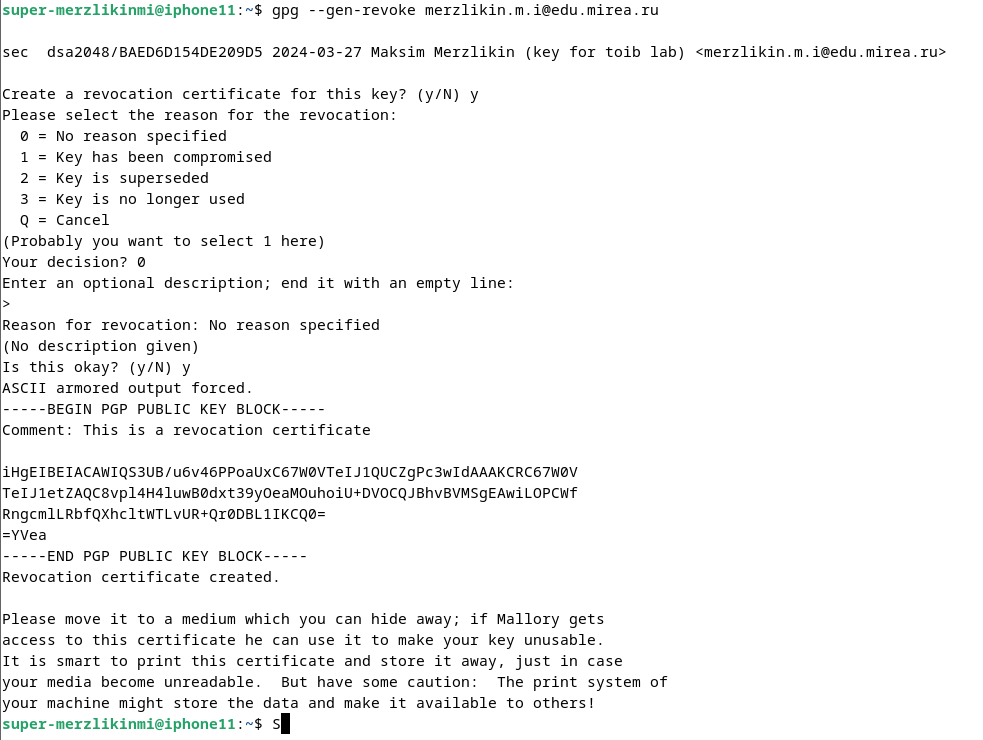 super-merzlikinmi@iphone11:~$ gpg --gen-revoke merzlikin.m.i@edu.mirea.ru

sec  dsa2048/BAED6D154DE209D5 2024-03-27 Maksim Merzlikin (key for toib lab) <merzlikin.m.i@edu.mirea.ru>

Create a revocation certificate for this key? (y/N) y
Please select the reason for the revocation:
  0 = No reason specified
  1 = Key has been compromised
  2 = Key is superseded
  3 = Key is no longer used
  Q = Cancel
(Probably you want to select 1 here)
Your decision? 0
Enter an optional description; end it with an empty line:
>
Reason for revocation: No reason specified
(No description given)
Is this okay? (y/N) y
ASCII armored output forced.
-----BEGIN PGP PUBLIC KEY BLOCK-----
Comment: This is a revocation certificate

iHgEIBEIACAWIQS3UB/u6v46PPoaUxC67W0VTeIJ1QUCZgPc3wIdAAAKCRC67W0V
TeIJ1etZAQC8vpl4H4luwB0dxt39yOeaMOuhoiU+DVOCQJBhvBVMSgEAwiLOPCWf
RngcmlLRbfQXhcltWTLvUR+Qr0DBL1IKCQ0=
=YVea
-----END PGP PUBLIC KEY BLOCK-----
Revocation certificate created.

Please move it to a medium which you can hide away; if Mallory gets
access to this certificate he can use it to make your key unusable.
It is smart to print this certificate and store it away, just in case
your media become unreadable.  But have some caution:  The print system of
your machine might store the data and make it available to others!
super-merzlikinmi@iphone11:~$ S